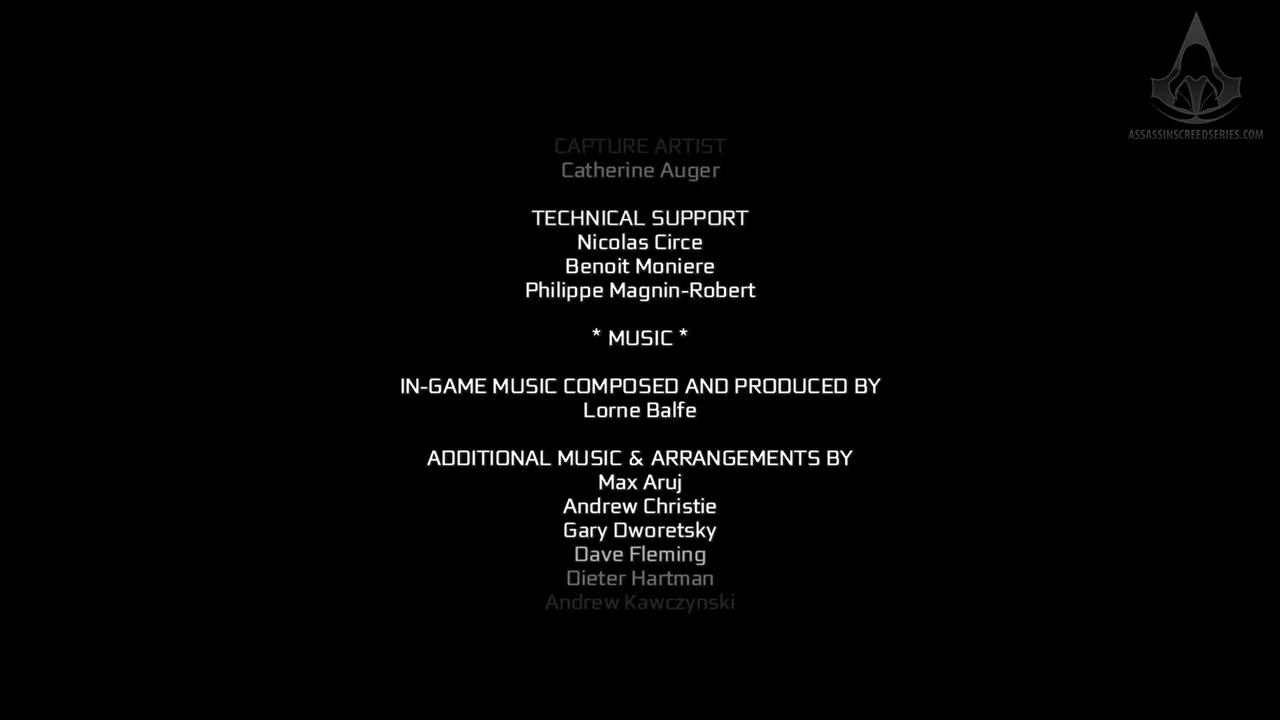 ASSASSINSCREEDSERIES.COM
CAPTURE ARTIST
Catherine Auger
TECHNICAL SUPPORT
Nicolas Circe
Benoit Moniere
Philippe Magnin-Robert
* MUSIC *
IN-GAME MUSIC COMPOSED AND PRODUCED BY
Lorne Balfe
ADDITIONAL MUSIC & ARRANGEMENTS BY
Max Aruj
Andrew Christie
Gary Dworetsky
Dave Fleming
Dieter Hartman
Andrew Kawczynski